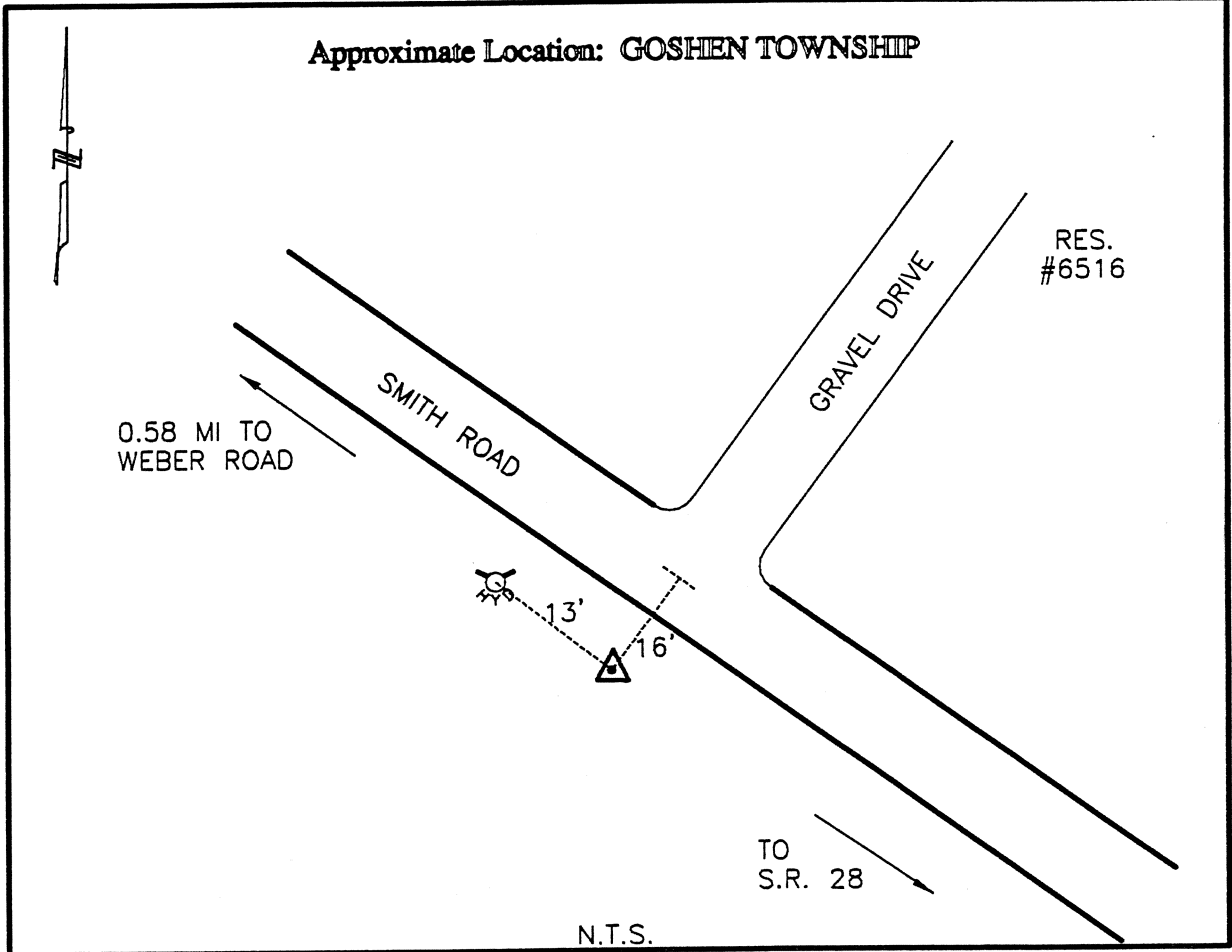 Approximate Location: GOSHEN TOWNSHIP
N
RES.
#6516
GRAVEL DRIVE
SMITH ROAD
0.58 MI TO
WEBER ROAD
HYD
13'
16'
TO
S.R. 28
N.T.S.